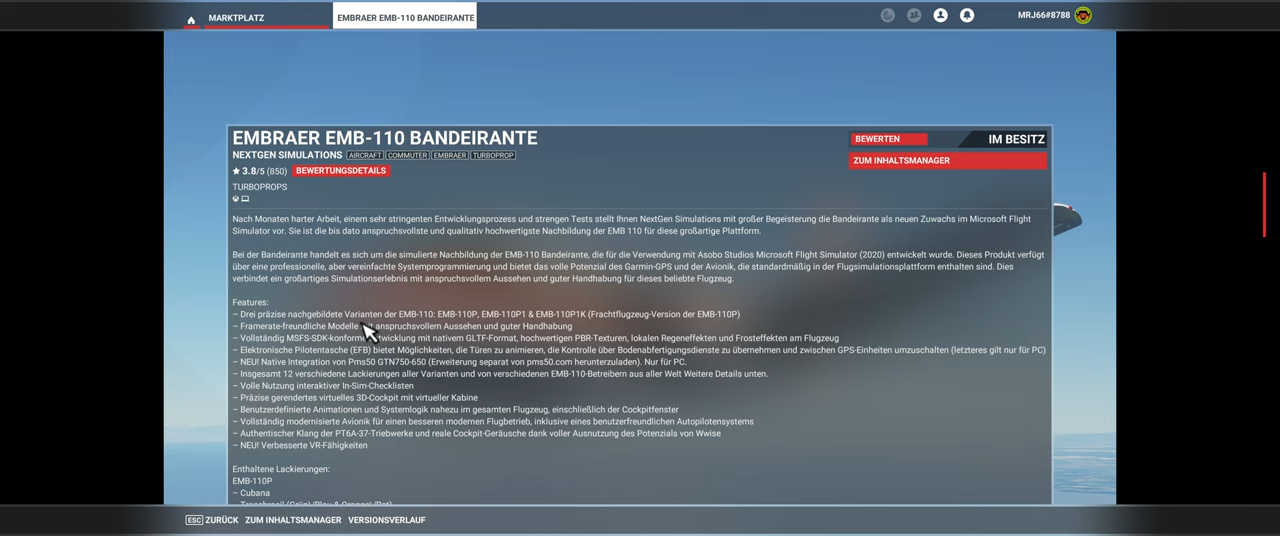 MARKTPLATZ
EMBRAER EMB-110 BANDEIRANTE
MRJ66#8788
EMBRAER EMB-110 BANDEIRANTE
BEWERTEN
IM BESITZ
NEXTGEN SIMULATIONS AIRCRAFT COMMUTER EMBRAER TURBOPROP
ZUM INHALTSMANAGER
3.8/5 (850) BEWERTUNGSDETAILS
TURBOPROPS
Nach Monaten harter Arbeit, einem sehr stringenten Entwicklungsprozess und strengen Tests stellt Ihnen NextGen Simulations mit großer Begeisterung die Bandeirante als neuen Zuwachs im Microsoft Flight
Simulator vor. Sie ist die bis dato anspruchsvollste und qualitativ hochwertigste Nachbildung der EMB 110 für diese großartige Plattform.
Bei der Bandeirante handelt es sich um die simulierte Nachbildung der EMB-110 Bandeirante, die für die Verwendung mit Asobo Studios Microsoft Flight Simulator (2020) entwickelt wurde. Dieses Produkt verfügt
über eine professionelle, aber vereinfachte Systemprogrammierung und bietet das volle Potenzial des Garmin-GPS und der Avionik, die standardmäßig in der Flugsimulationsplattform enthalten sind. Dies
verbindet ein großartiges Simulationserlebnis mit anspruchsvollem Aussehen und guter Handhabung für dieses beliebte Flugzeug.
Features:
– Drei präzise nachgebildete Varianten der EMB-110: EMB-110P, EMB-110P1 & EMB-110P1K (Frachtflugzeug-Version der EMB-110P)
– Framerate-freundliche Modelle mit anspruchsvollem Aussehen und guter Handhabung
– Vollständig MSFS-SDK-konforme Entwicklung mit nativem GLTF-Format, hochwertigen PBR-Texturen, lokalen Regeneffekten und Frosteffekten am Flugzeug
– Elektronische Pilotentasche (EFB) bietet Möglichkeiten, die Türen zu animieren, die Kontrolle über Bodenabfertigungsdienste zu übernehmen und zwischen GPS-Einheiten umzuschalten (letzteres gilt nur für PC)
– NEU! Native Integration von Pms50 GTN750-650 (Erweiterung separat von pms50.com herunterzuladen). Nur für PC.
– Insgesamt 12 verschiedene Lackierungen aller Varianten und von verschiedenen EMB-110-Betreibern aus aller Welt Weitere Details unten.
– Volle Nutzung interaktiver In-Sim-Checklisten
– Präzise gerendertes virtuelles 3D-Cockpit mit virtueller Kabine
– Benutzerdefinierte Animationen und Systemlogik nahezu im gesamten Flugzeug, einschließlich der Cockpitfenster
– Vollständig modernisierte Avionik für einen besseren modernen Flugbetrieb, inklusive eines benutzerfreundlichen Autopilotensystems
– Authentischer Klang der PT6A-37-Triebwerke und reale Cockpit-Geräusche dank voller Ausnutzung des Potenzials von Wwise
– NEU! Verbesserte VR-Fähigkeiten
Enthaltene Lackierungen:
EMB-110P
– Cubana
ESC ZURÜCK ZUM INHALTSMANAGER VERSIONSVERLAUF